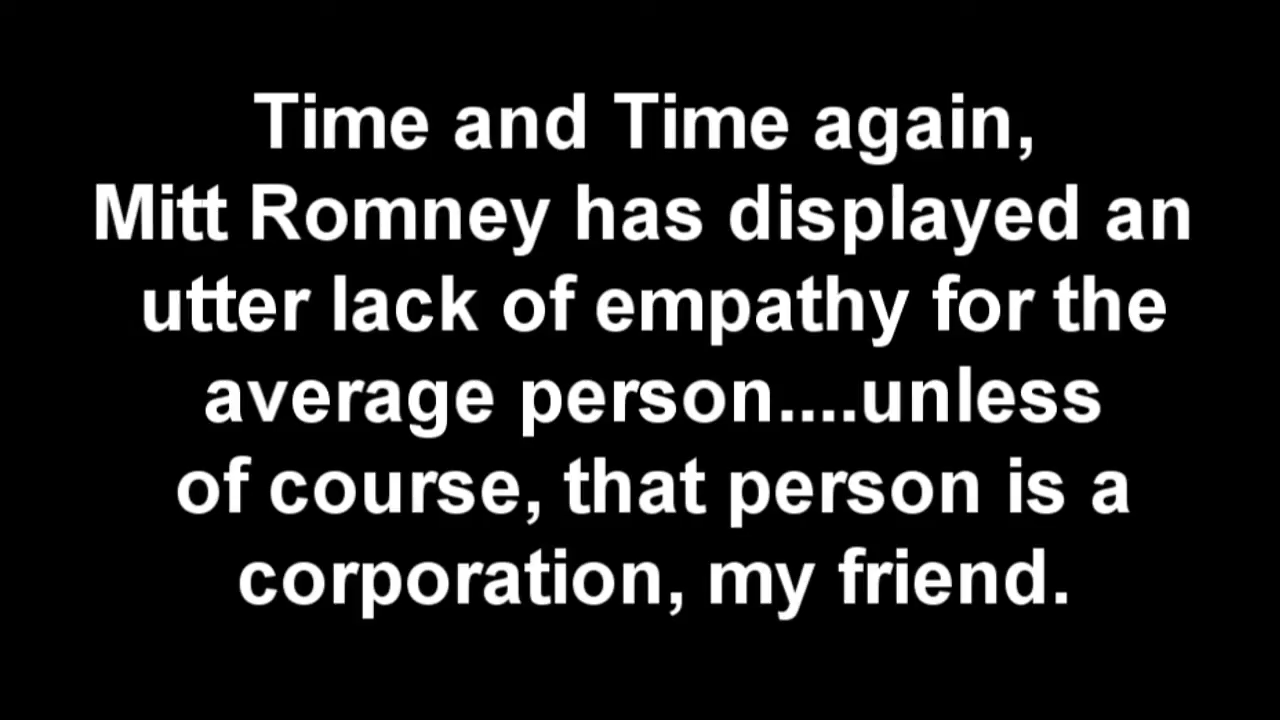 Time and Time again,
Mitt Romney has displayed an
utter lack of empathy for the
average person....unless
of course, that person is a
corporation, my friend.